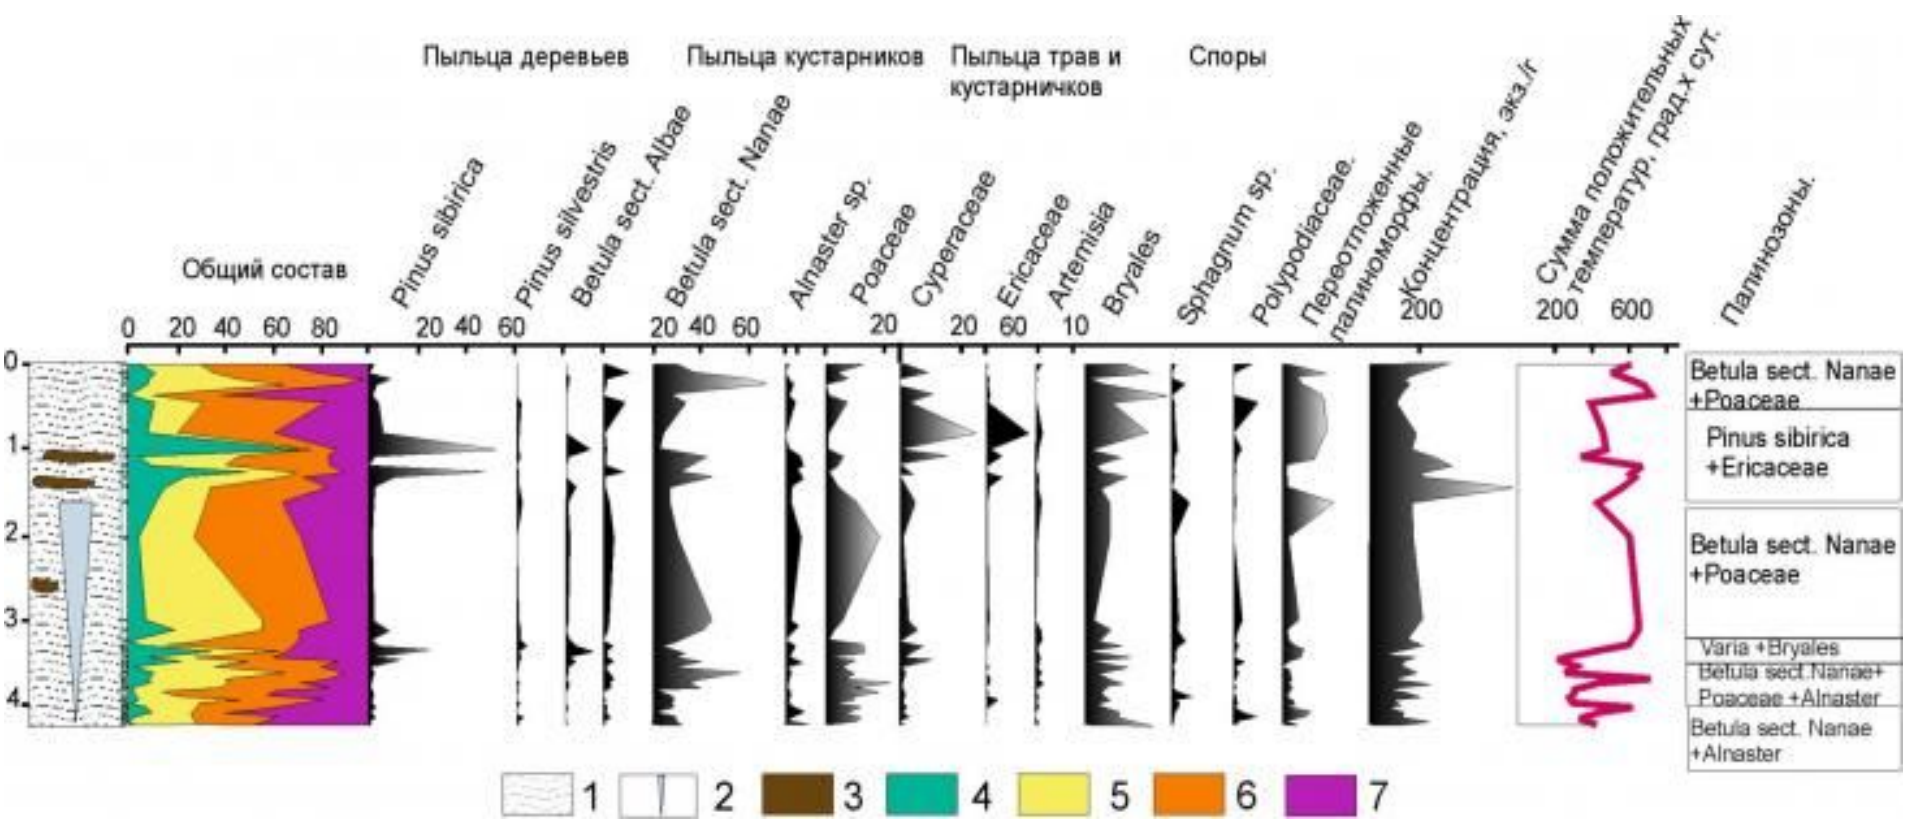 Пыльца деревьев
Пыльца кустарников
Пыльца трав и
кустарничков
Споры
Общий состав
Pinus sibirica
Pinus silvestris
Betula sect. Albae
Betula sect. Nanae
Alnaster sp.
Poaceae
Cyperaceae
Ericaceae
Artemisia
Bryales
Sphagnum sp.
Polypodiaceae.
Переотложенные
палиноморфы.
Концентрация, экз./г
Сумма положительных
температур, град.х сут.
Палинозоны.
0 20 40 60 80 20 40 60 20 40 60 20 20 60 10 200 200 600
0
1
2
3
4
Betula sect. Nanae
+Poaceae
Pinus sibirica
+Ericaceae
Betula sect. Nanae
+Poaceae
Varia +Bryales
Betula sect.Nanae+
Poaceae +Alnaster
Betula sect. Nanae
+Alnaster
1 2 3 4 5 6 7